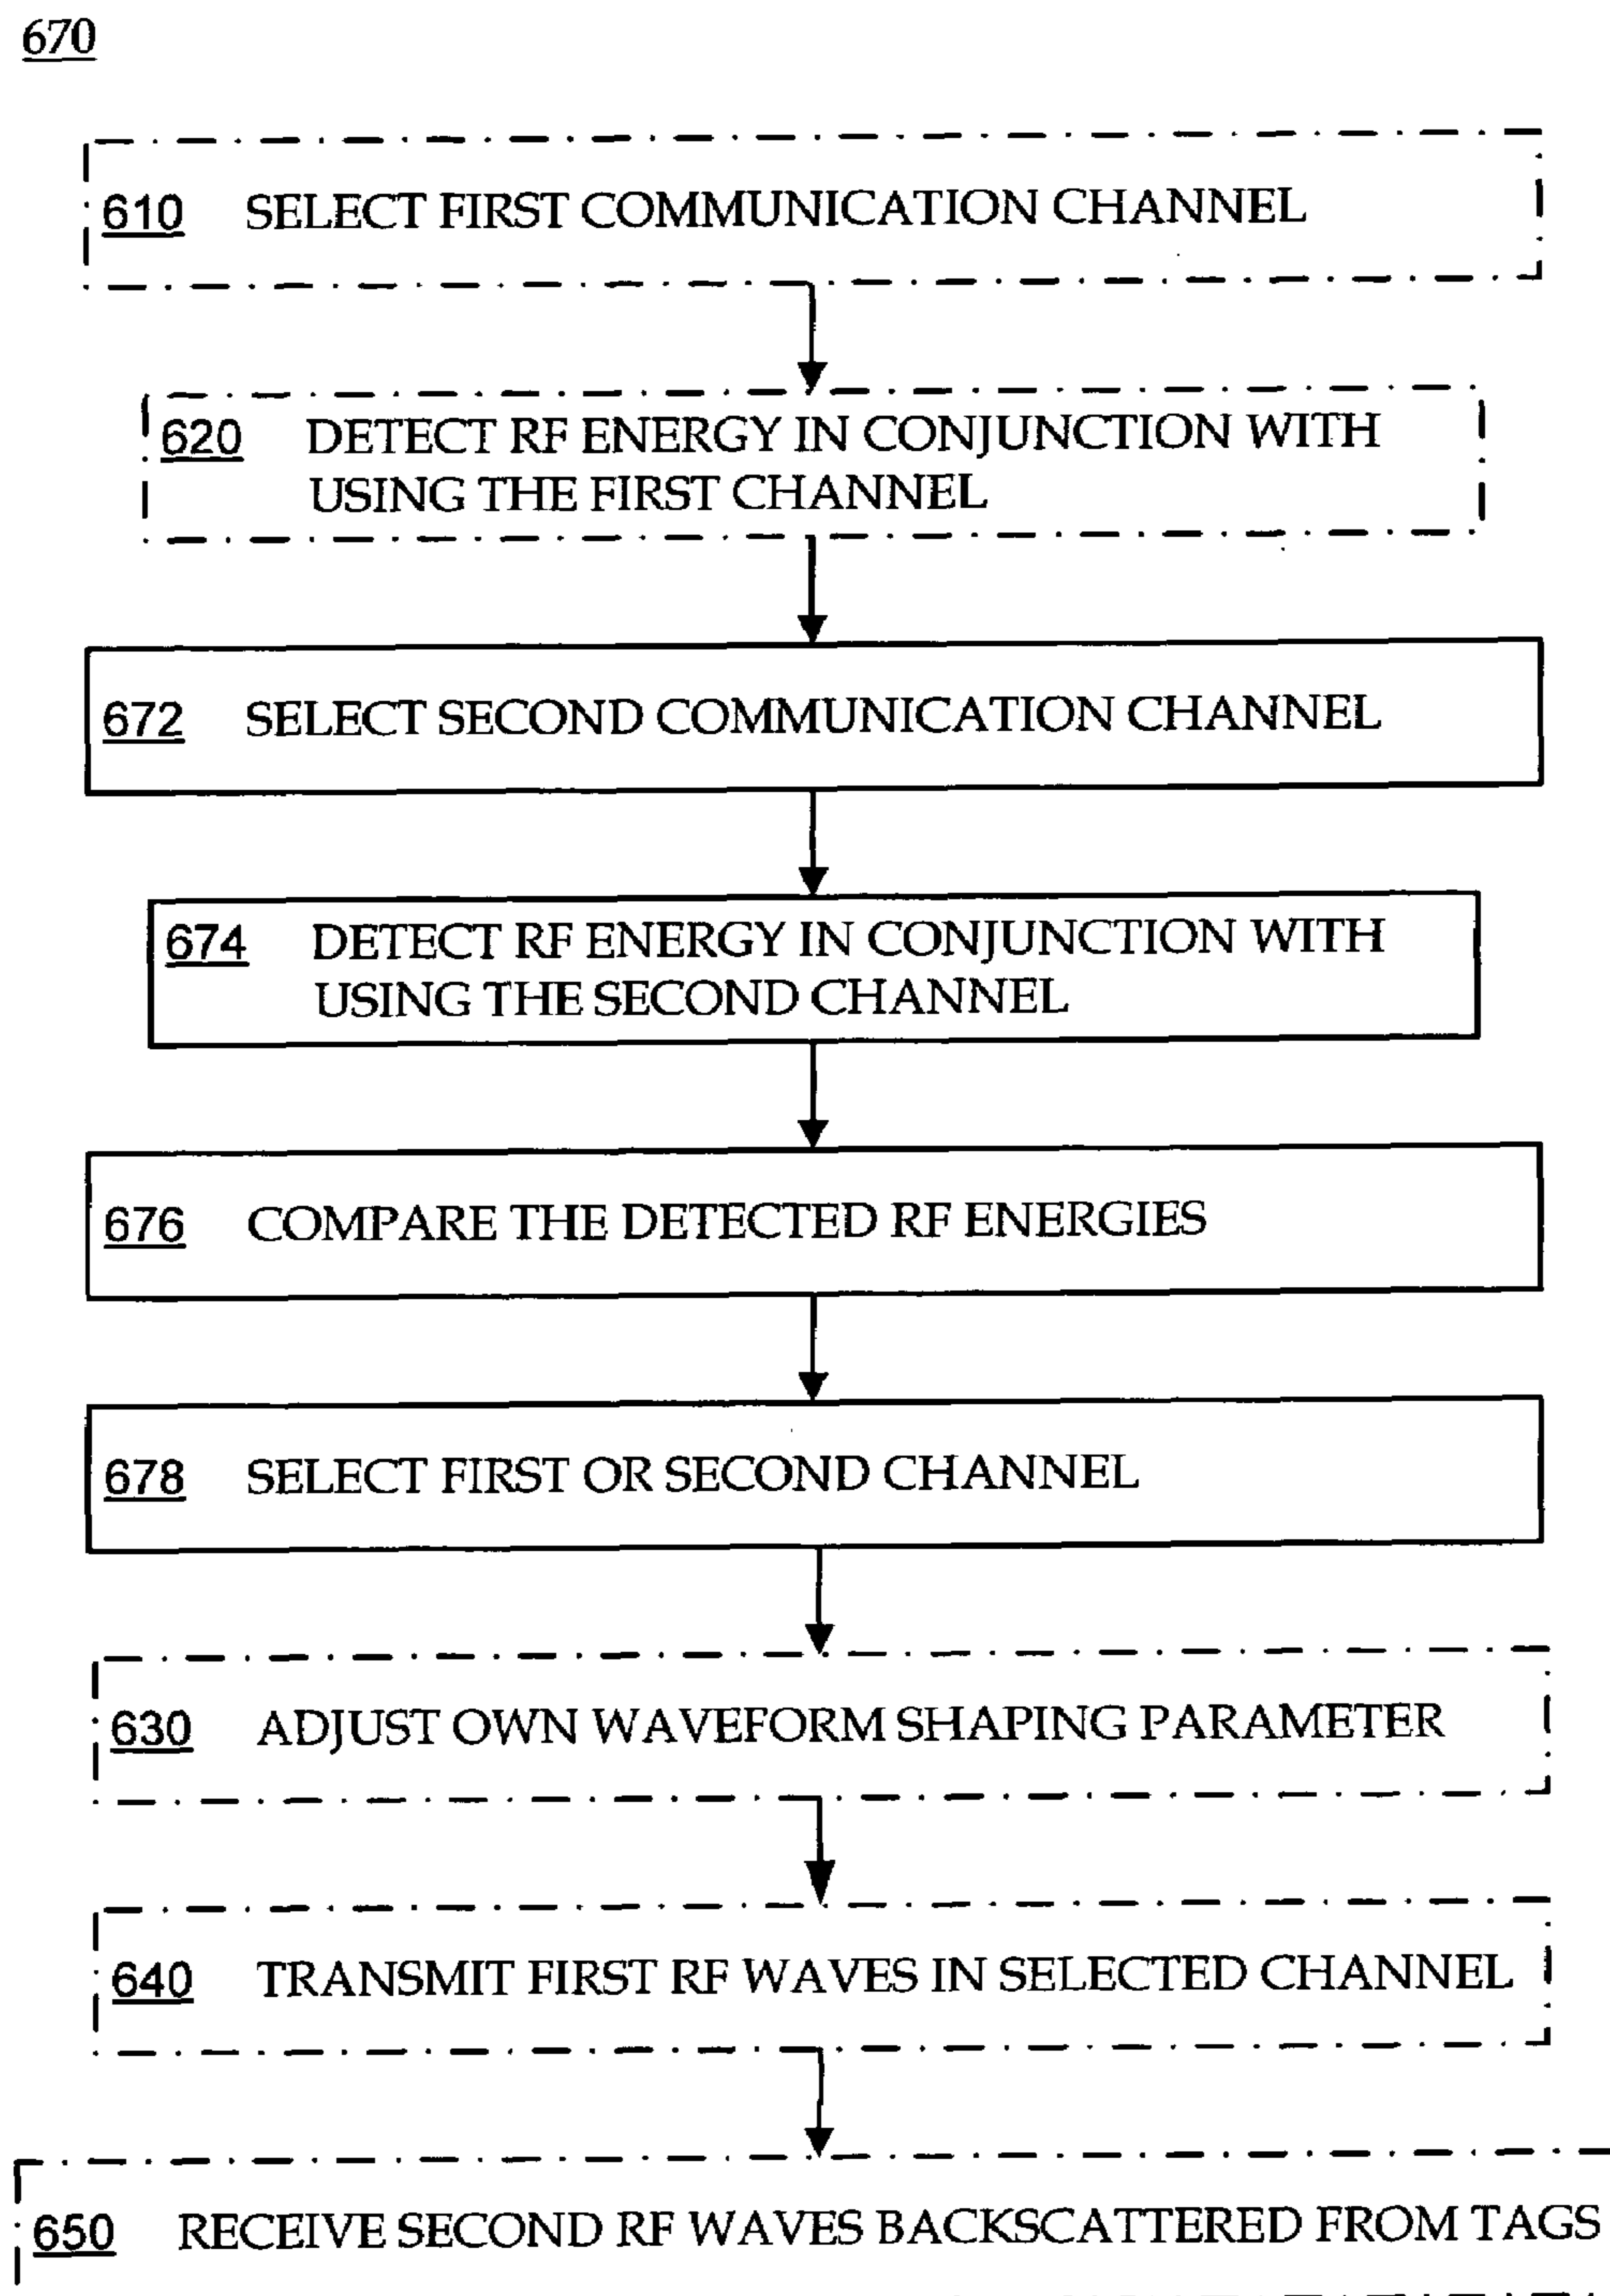 670
610 SELECT FIRST COMMUNICATION CHANNEL
620 DETECT RF ENERGY IN CONJUNCTION WITH
USING THE FIRST CHANNEL
672 SELECT SECOND COMMUNICATION CHANNEL
674 DETECT RF ENERGY IN CONJUNCTION WITH
USING THE SECOND CHANNEL
676 COMPARE THE DETECTED RF ENERGIES
678 SELECT FIRST OR SECOND CHANNEL
630 ADJUST OWN WAVEFORM SHAPING PARAMETER
640 TRANSMIT FIRST RF WAVES IN SELECTED CHANNEL
650 RECEIVE SECOND RF WAVES BACKSCATTERED FROM TAGS